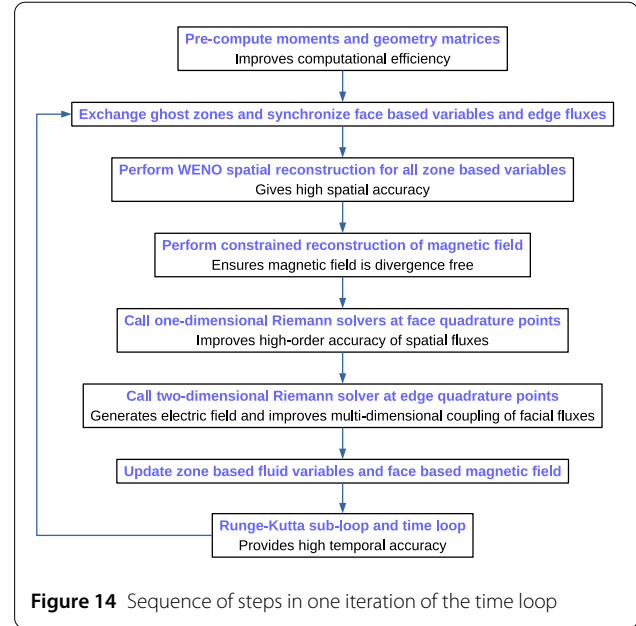 Pre-compute moments and geometry matrices
Improves computational efficiency
Exchange ghost zones and synchronize face based variables and edge fluxes
Perform WENO spatial reconstruction for all zone based variables
Gives high spatial accuracy
Perform constrained reconstruction of magnetic field
Ensures magnetic field is divergence free
Call one-dimensional Riemann solvers at face quadrature points
Improves high-order accuracy of spatial fluxes
Call two-dimensional Riemann solver at edge quadrature points
Generates electric field and improves multi-dimensional coupling of facial fluxes
Update zone based fluid variables and face based magnetic field
Runge-Kutta sub-loop and time loop
Provides high temporal accuracy
Figure 14 Sequence of steps in one iteration of the time loop